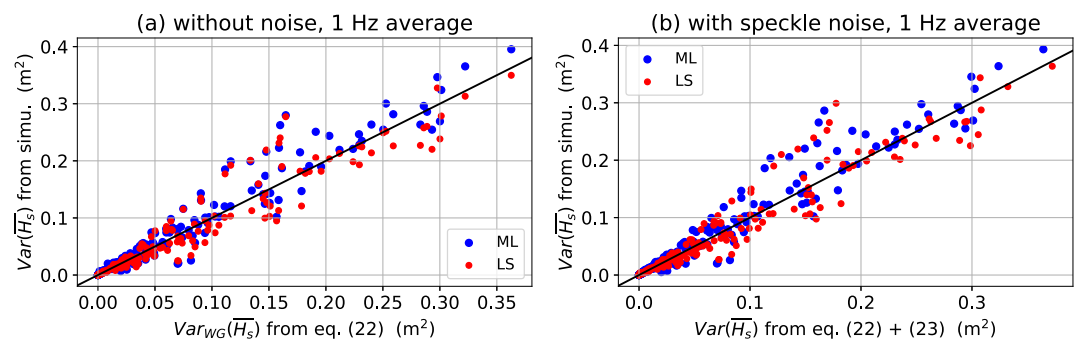 (a) without noise, 1 Hz average
0.4
0.3
0.2
0.1
0.0
Var(H̅_s̅) from simu. (m²)
ML
LS
0.00 0.05 0.10 0.15 0.20 0.25 0.30 0.35
Var_WG(H̅_s̅) from eq. (22) (m²)
(b) with speckle noise, 1 Hz average
ML
LS
0.4
0.3
0.2
0.1
0.0
Var(H̅_s̅) from simu. (m²)
0.0 0.1 0.2 0.3
Var(H̅_s̅) from eq. (22) + (23) (m²)